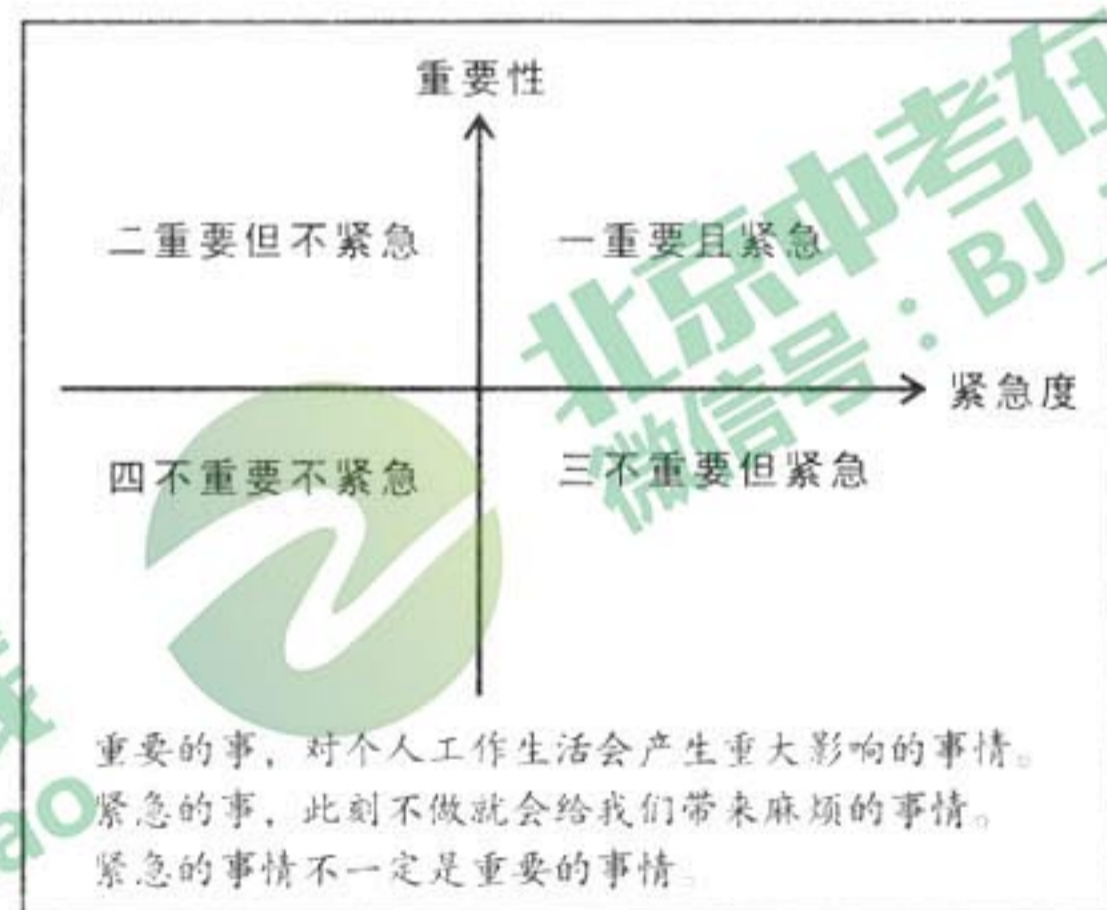 重要性
二重要但不紧急
一重要且紧急
紧急度
四不重要不紧急
三不重要但紧急
重要的事，对个人工作生活会产生重大影响的事情。
紧急的事，此刻不做就会给我们带来麻烦的事情。
紧急的事情不一定是重要的事情。
北京中考在
微信号：BJ_
ao